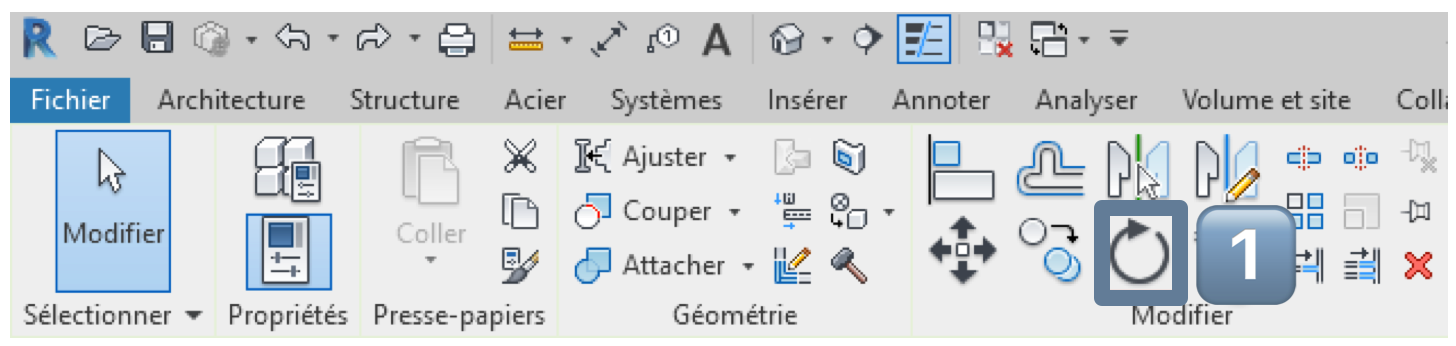 R
1
A
Fichier Architecture Structure Acier Systèmes Insérer Annoter Analyser Volume et site Colla
Modifier
Coller
Ajuster
Couper
Attacher
1
Sélectionner Propriétés Presse-papiers Géométrie Modifier